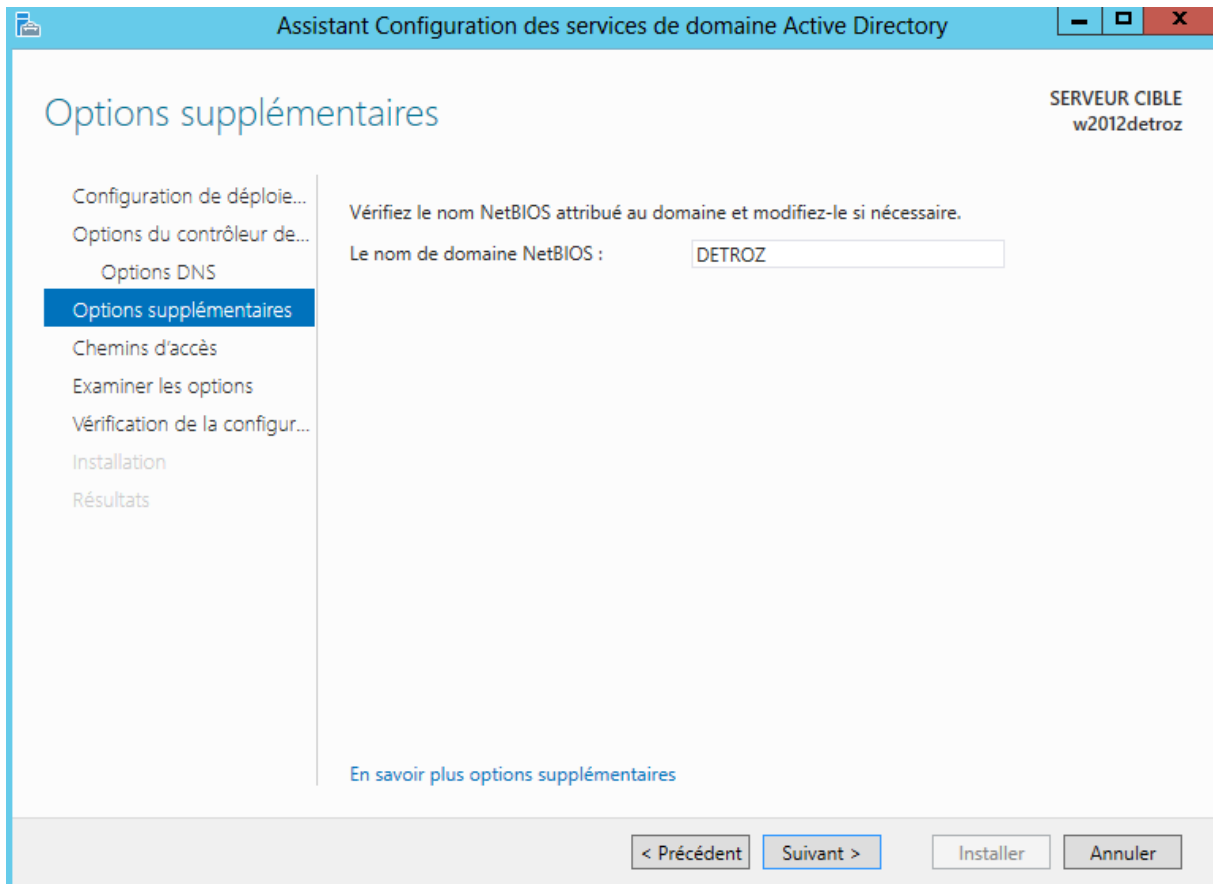 Assistant Configuration des services de domaine Active Directory
Options supplémentaires
SERVEUR CIBLE
w2012detroz
Configuration de déploie...
Options du contrôleur de...
Options DNS
Options supplémentaires
Chemins d'accès
Examiner les options
Vérification de la configur...
Installation
Résultats
Vérifiez le nom NetBIOS attribué au domaine et modifiez-le si nécessaire.
Le nom de domaine NetBIOS : DETROZ
En savoir plus options supplémentaires
< Précédent Suivant > Installer Annuler